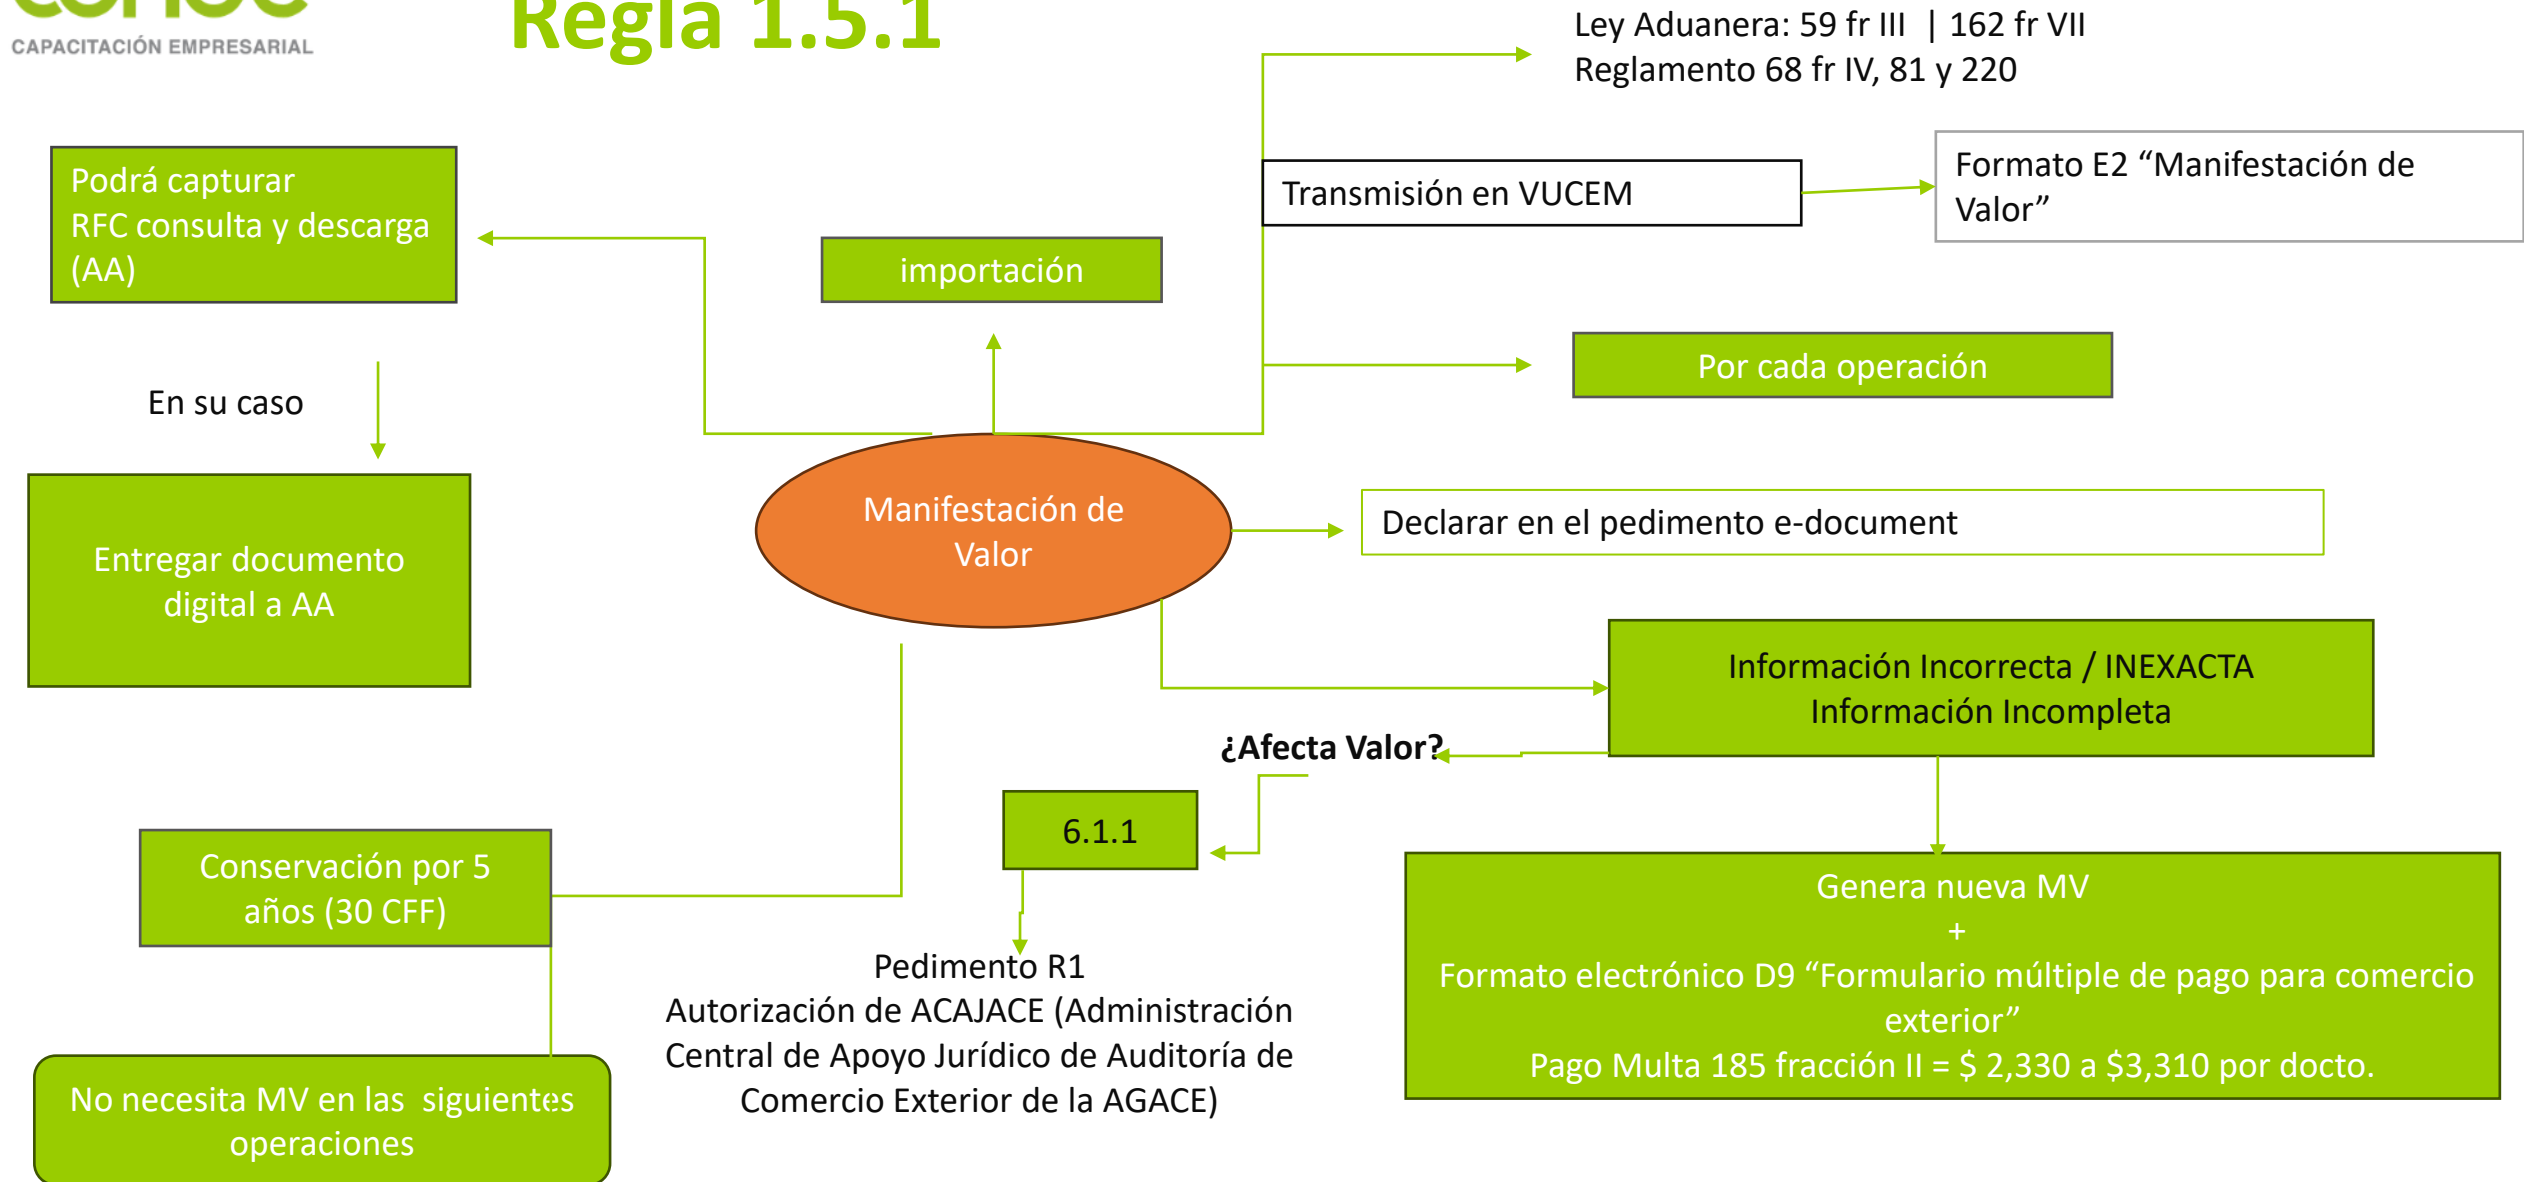 CAPACITACIÓN EMPRESARIAL
Regla 1.5.1
Ley Aduanera: 59 fr III | 162 fr VII
Reglamento 68 fr IV, 81 y 220
Podrá capturar
RFC consulta y descarga
(AA)
importación
Transmisión en VUCEM
Formato E2 “Manifestación de
Valor”
Por cada operación
En su caso
Entregar documento
digital a AA
Manifestación de
Valor
Declarar en el pedimento e-document
Información Incorrecta / INEXACTA
Información Incompleta
¿Afecta Valor?
6.1.1
Conservación por 5
años (30 CFF)
Pedimento R1
Autorización de ACAJACE (Administración
Central de Apoyo Jurídico de Auditoría de
Comercio Exterior de la AGACE)
Genera nueva MV
+
Formato electrónico D9 “Formulario múltiple de pago para comercio
exterior”
Pago Multa 185 fracción II = $ 2,330 a $3,310 por docto.
No necesita MV en las  siguientes
operaciones